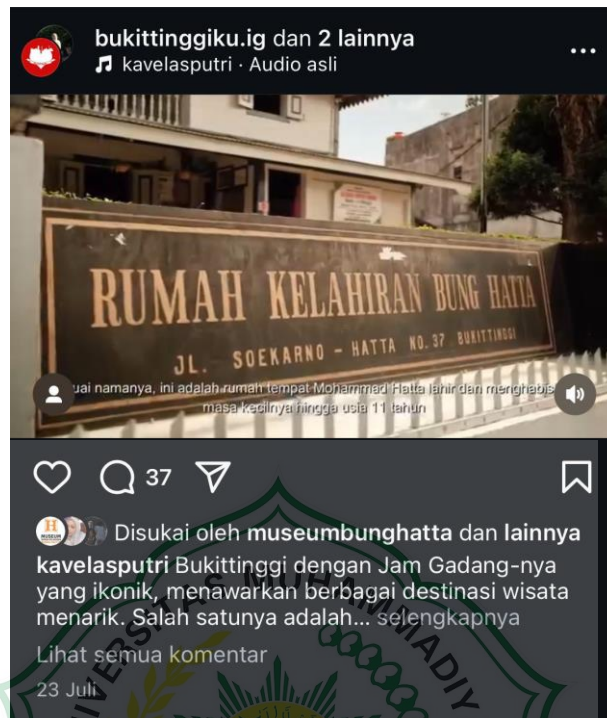 bukittinggiku.ig dan 2 lainnya
kavelasputri · Audio asli
RUMAH KELAHIRAN BUNG HATTA
JL. SOEKARNO - HATTA NO. 37 BUKITTINGGI
uai namanya, ini adalah rumah tempat Mohammad Hatta lahir dan menghabis
masa kecilnya hingga usia 11 tahun
37
Disukai oleh museumbunghatta dan lainnya
kavelasputri Bukittinggi dengan Jam Gadang-nya
yang ikonik, menawarkan berbagai destinasi wisata
menarik. Salah satunya adalah... selengkapnya
Lihat semua komentar
23 Juli
UNIVERSITAS MUHAMMADIY